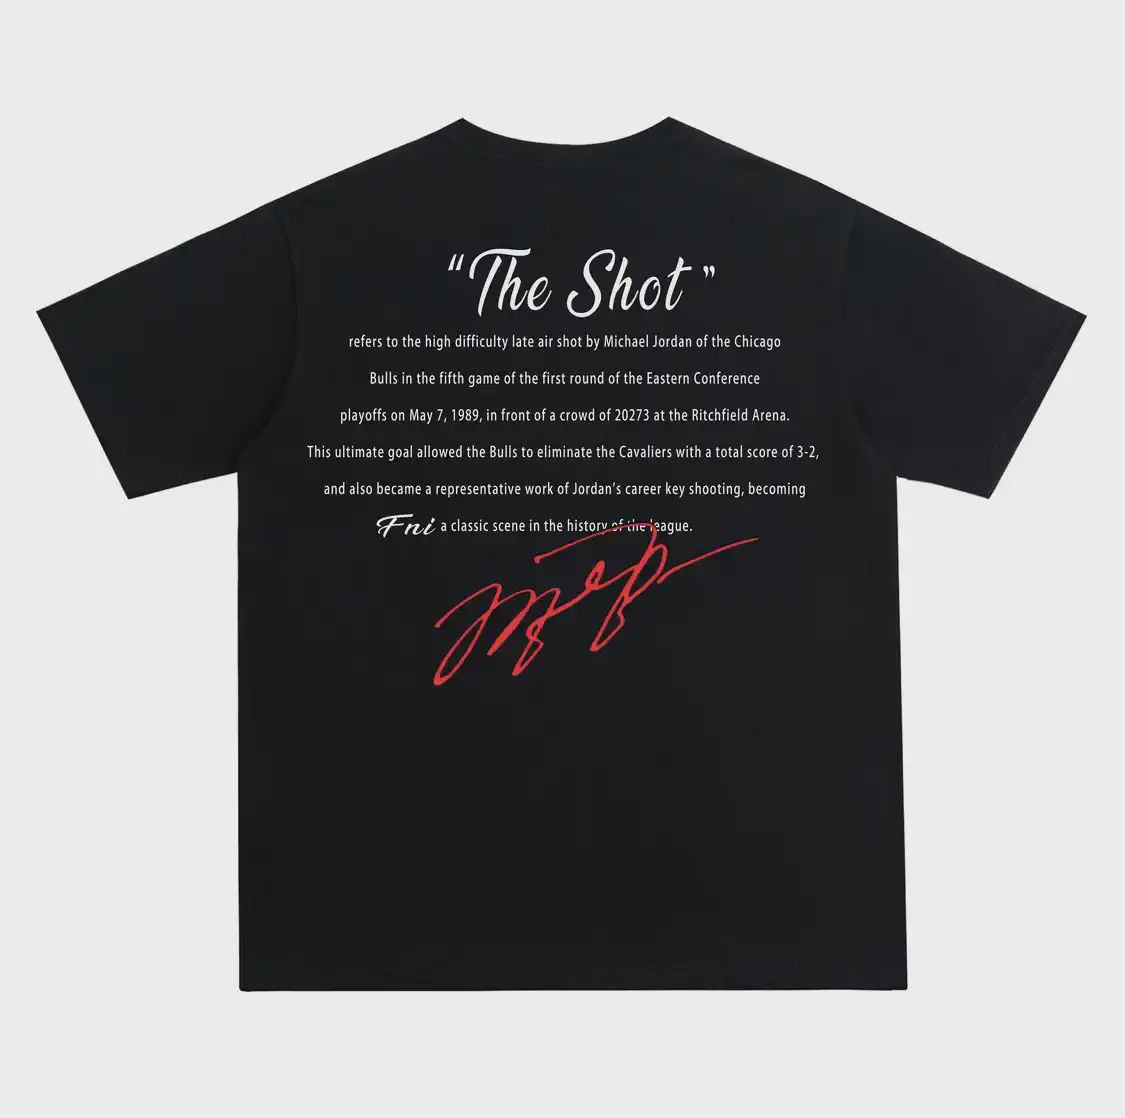 “The Shot”
refers to the high difficulty late air shot by Michael Jordan of the Chicago
Bulls in the fifth game of the first round of the Eastern Conference
playoffs on May 7, 1989, in front of a crowd of 20273 at the Ritchfield Arena.
This ultimate goal allowed the Bulls to eliminate the Cavaliers with a total score of 3-2,
and also became a representative work of Jordan’s career key shooting, becoming
Fni a classic scene in the history of the league.